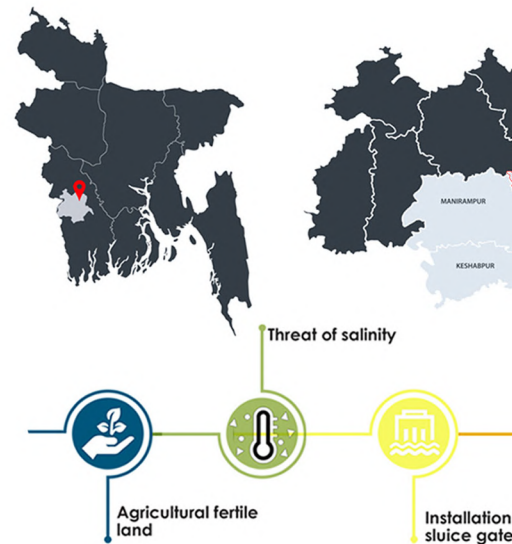 MANIRAMPUR
KESHABPUR
Threat of salinity
Agricultural fertile
land
Installation
sluice gate